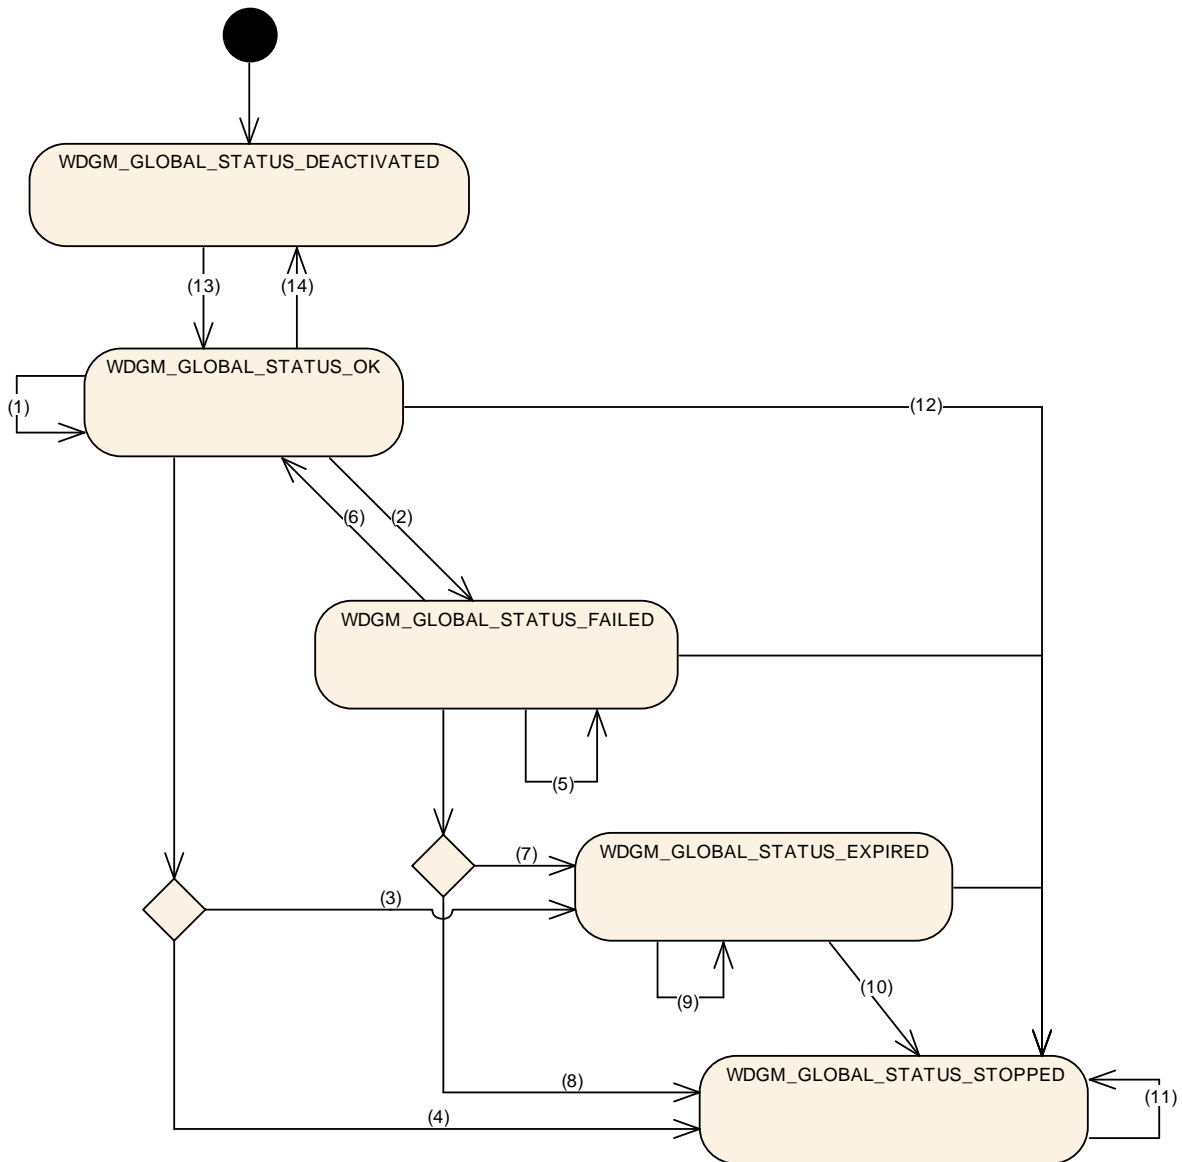 WDGM_GLOBAL_STATUS_DEACTIVATED
(13)
(14)
WDGM_GLOBAL_STATUS_OK
(1)
(12)
(6)
(2)
WDGM_GLOBAL_STATUS_FAILED
(5)
WDGM_GLOBAL_STATUS_EXPIRED
(7)
(3)
(9)
(10)
WDGM_GLOBAL_STATUS_STOPPED
(8)
(11)
(4)